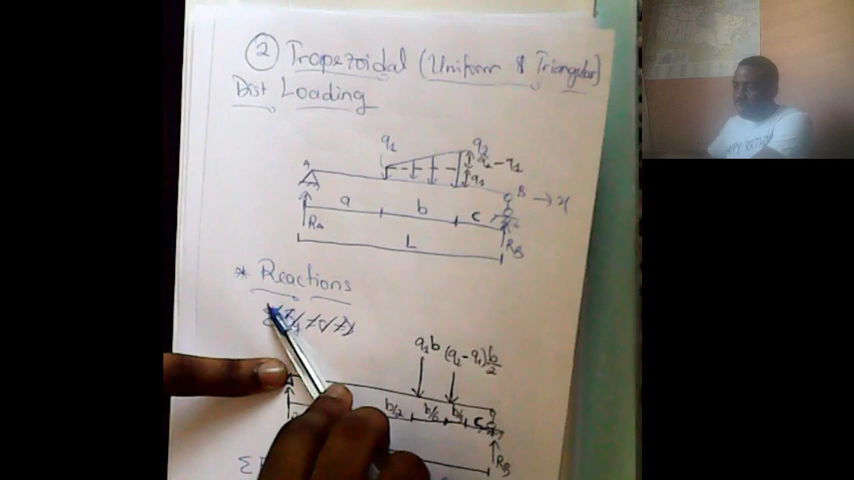 ② Trapezoidal (Uniform & Triangular)
Dist Loading
q1 q2
q2-q1
q1
A B → x
a b c
RA RB
L
* Reactions
q1b (q2-q1)b/2
b/2 b/6 b/3 c
RB
Σ